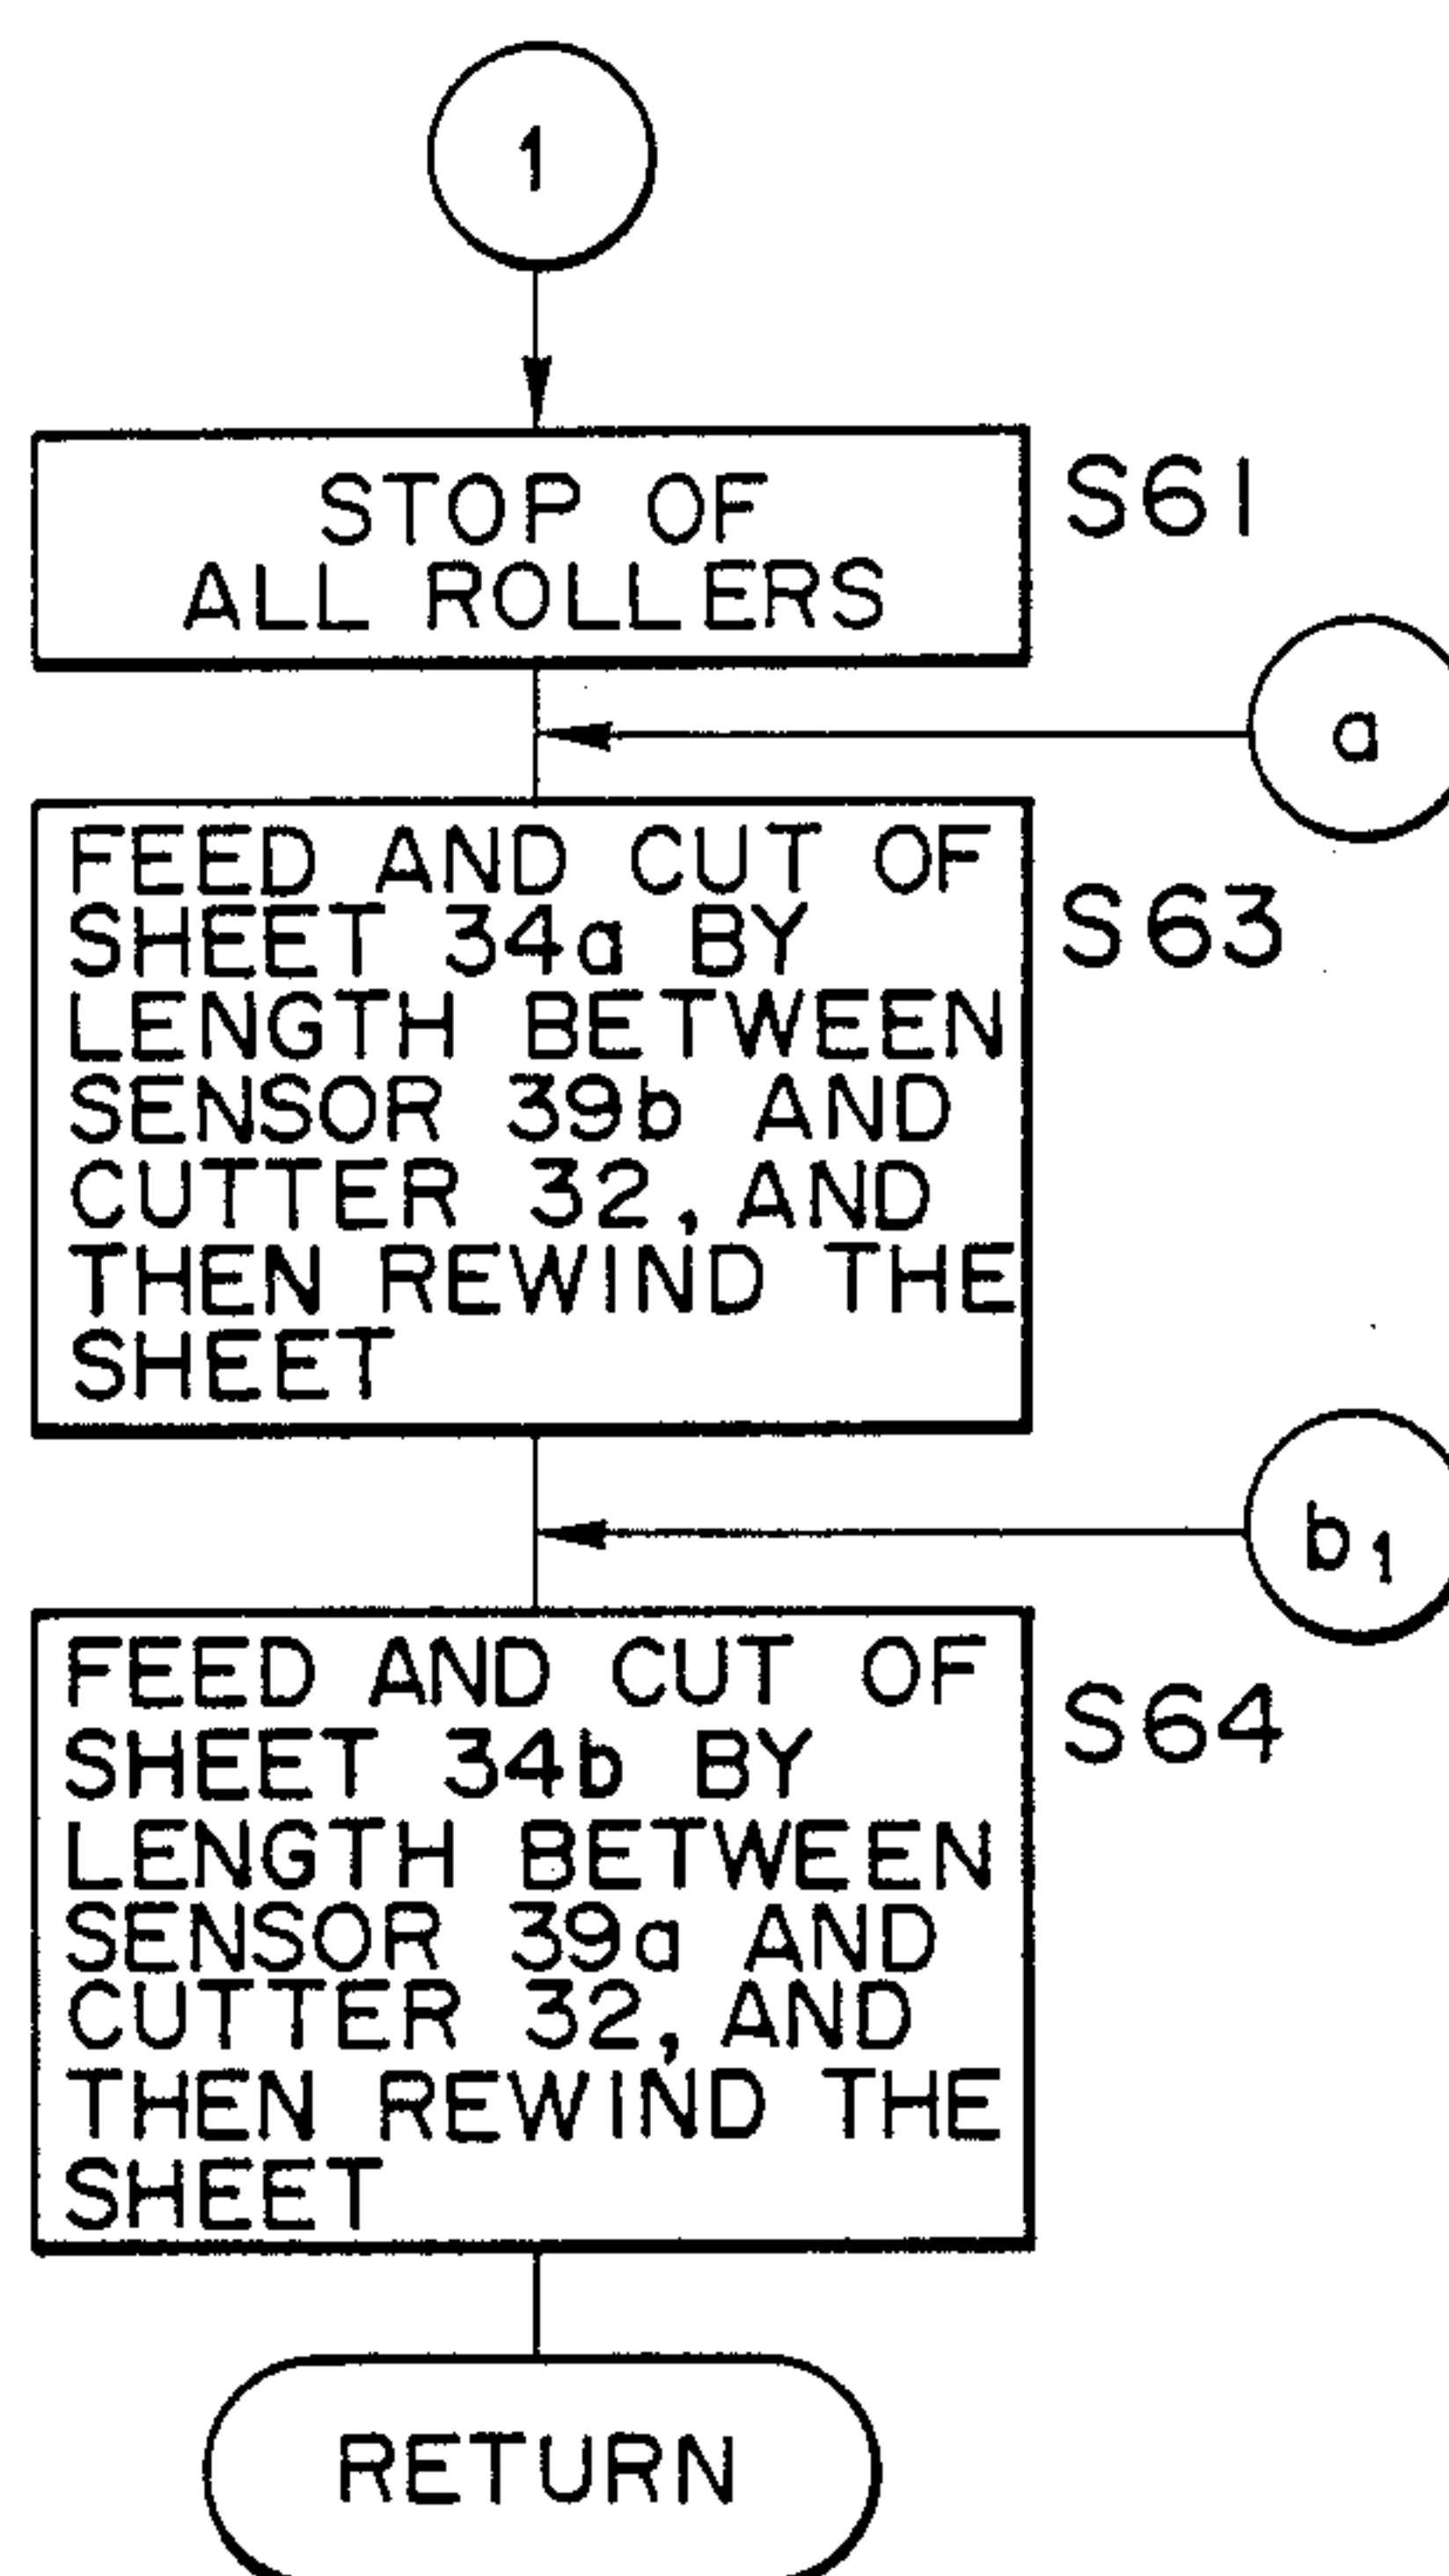 1
STOP OF
ALL ROLLERS
S61
a
FEED AND CUT OF
SHEET 34a BY
LENGTH BETWEEN
SENSOR 39b AND
CUTTER 32, AND
THEN REWIND THE
SHEET
S63
b1
FEED AND CUT OF
SHEET 34b BY
LENGTH BETWEEN
SENSOR 39a AND
CUTTER 32, AND
THEN REWIND THE
SHEET
S64
RETURN